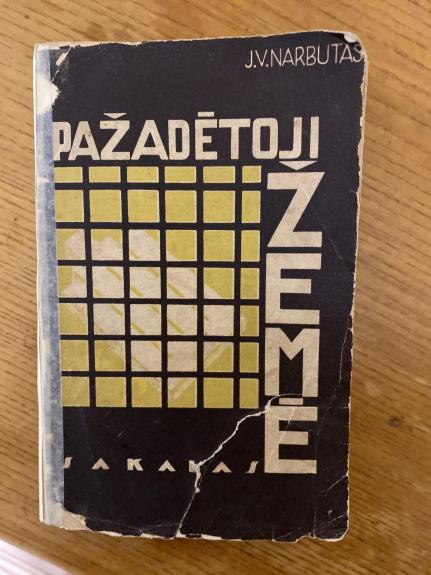 J.V.NARBUTAS
PAŽADĖTOJI
ŽEMĖ
SAKALAS